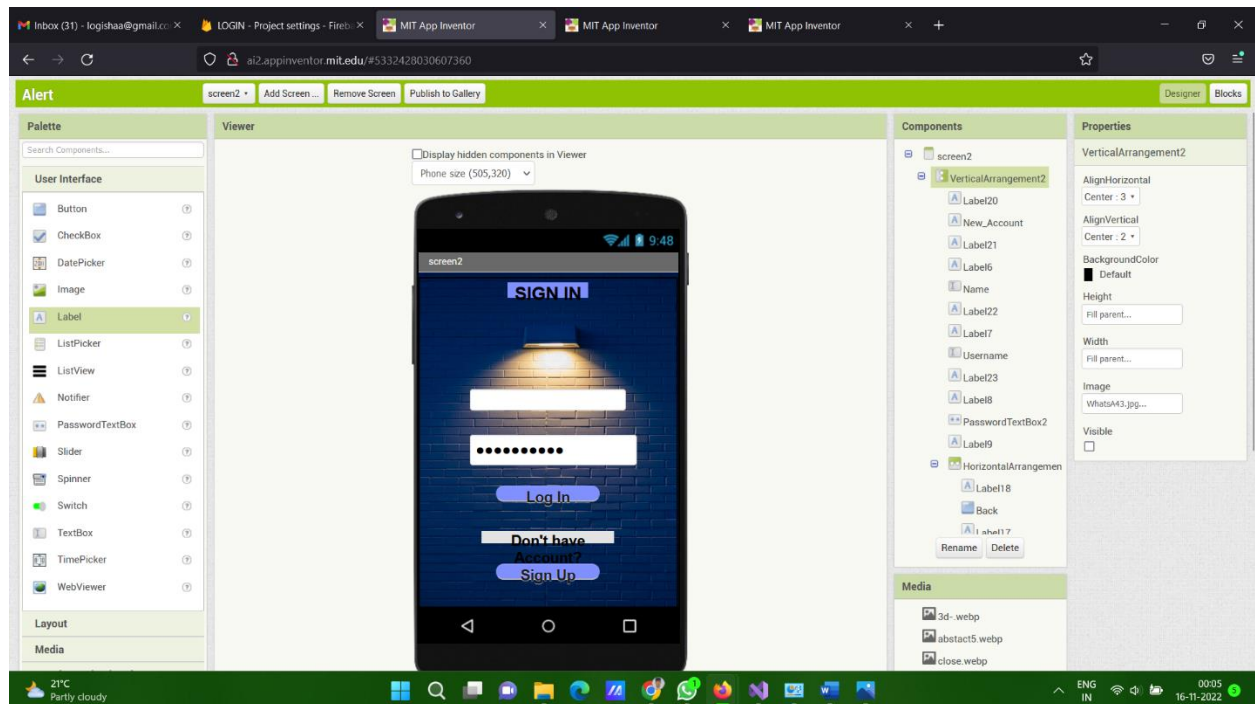 Inbox (31) - logishaa@gmail.co
LOGIN - Project settings - Fireb
MIT App Inventor
MIT App Inventor
MIT App Inventor
ai2.appinventor.mit.edu/#5332428030607360
Alert
screen2
Add Screen ...
Remove Screen
Publish to Gallery
Designer
Blocks
Palette
Search Components...
User Interface
Button
CheckBox
DatePicker
Image
Label
ListPicker
ListView
Notifier
PasswordTextBox
Slider
Spinner
Switch
TextBox
TimePicker
WebViewer
Layout
Media
Viewer
Display hidden components in Viewer
Phone size (505,320)
9:48
screen2
SIGN IN
Log In
Don't have
Account?
Sign Up
Components
screen2
VerticalArrangement2
Label20
New_Account
Label21
Label6
Name
Label22
Label7
Username
Label23
Label8
PasswordTextBox2
Label9
HorizontalArrangemen
Label18
Back
Label17
Rename
Delete
Media
3d-.webp
abstact5.webp
close.webp
Properties
VerticalArrangement2
AlignHorizontal
Center : 3
AlignVertical
Center : 2
BackgroundColor
Default
Height
Fill parent...
Width
Fill parent...
Image
WhatsA43.jpg...
Visible
21°C
Partly cloudy
ENG
IN
00:05
16-11-2022
5